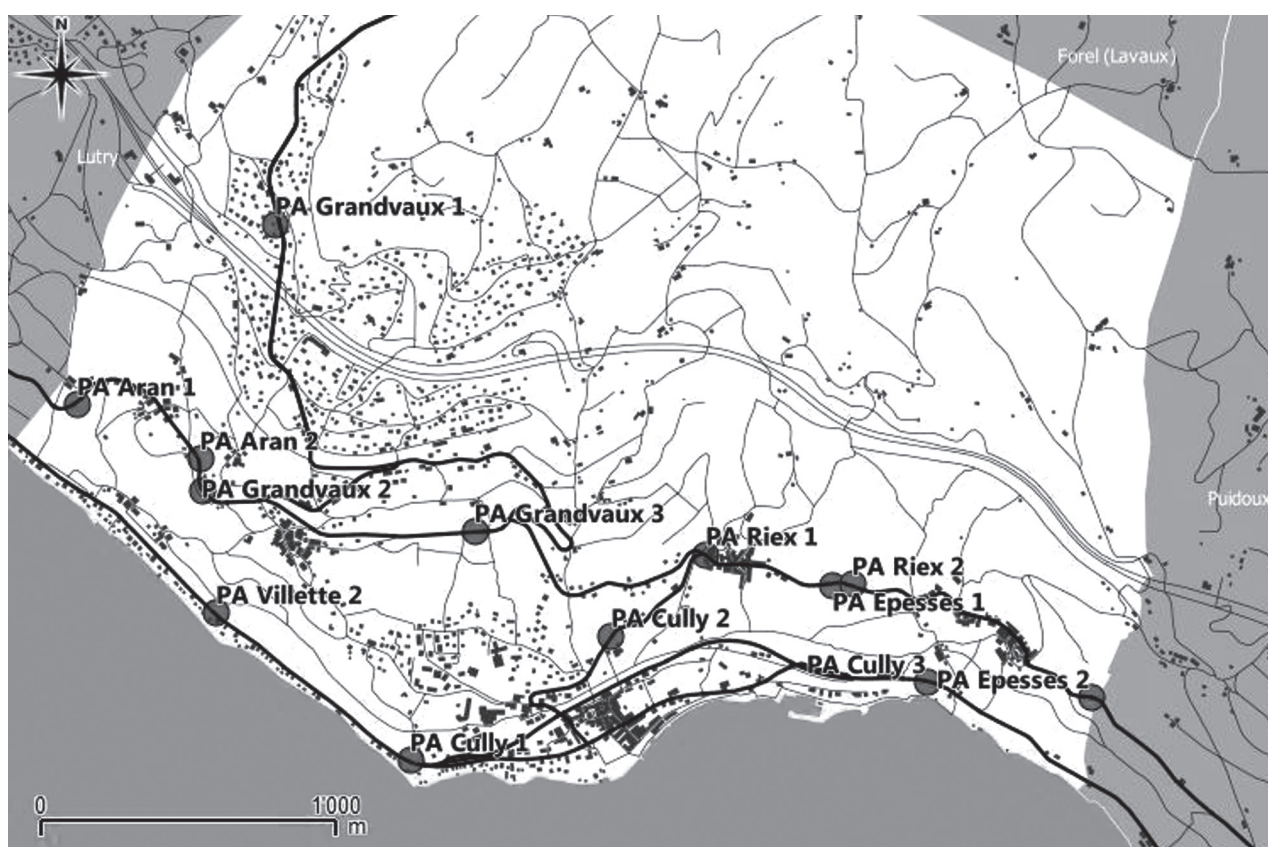 N
Forel (Lavaux)
Lutry
PA Grandvaux 1
PA Aran 1
PA Aran 2
PA Grandvaux 2
Puidoux
PA Grandvaux 3
PA Riex 1
PA Riex 2
PA Villette 2
PA Epesses 1
PA Cully 2
PA Cully 3
PA Epesses 2
PA Cully 1
0 1'000
m